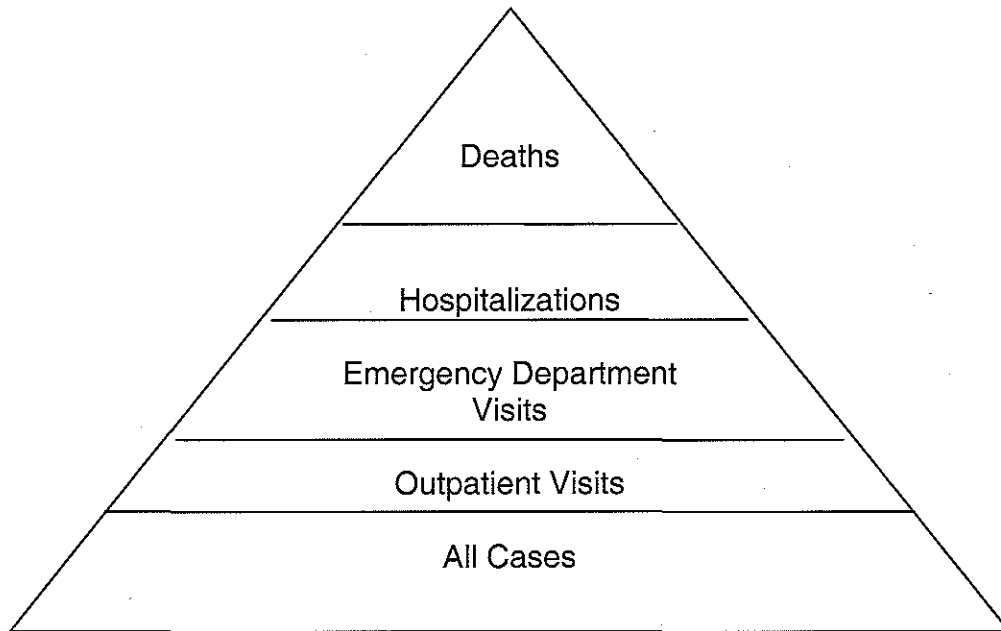 Deaths
Hospitalizations
Emergency Department
Visits
Outpatient Visits
All Cases